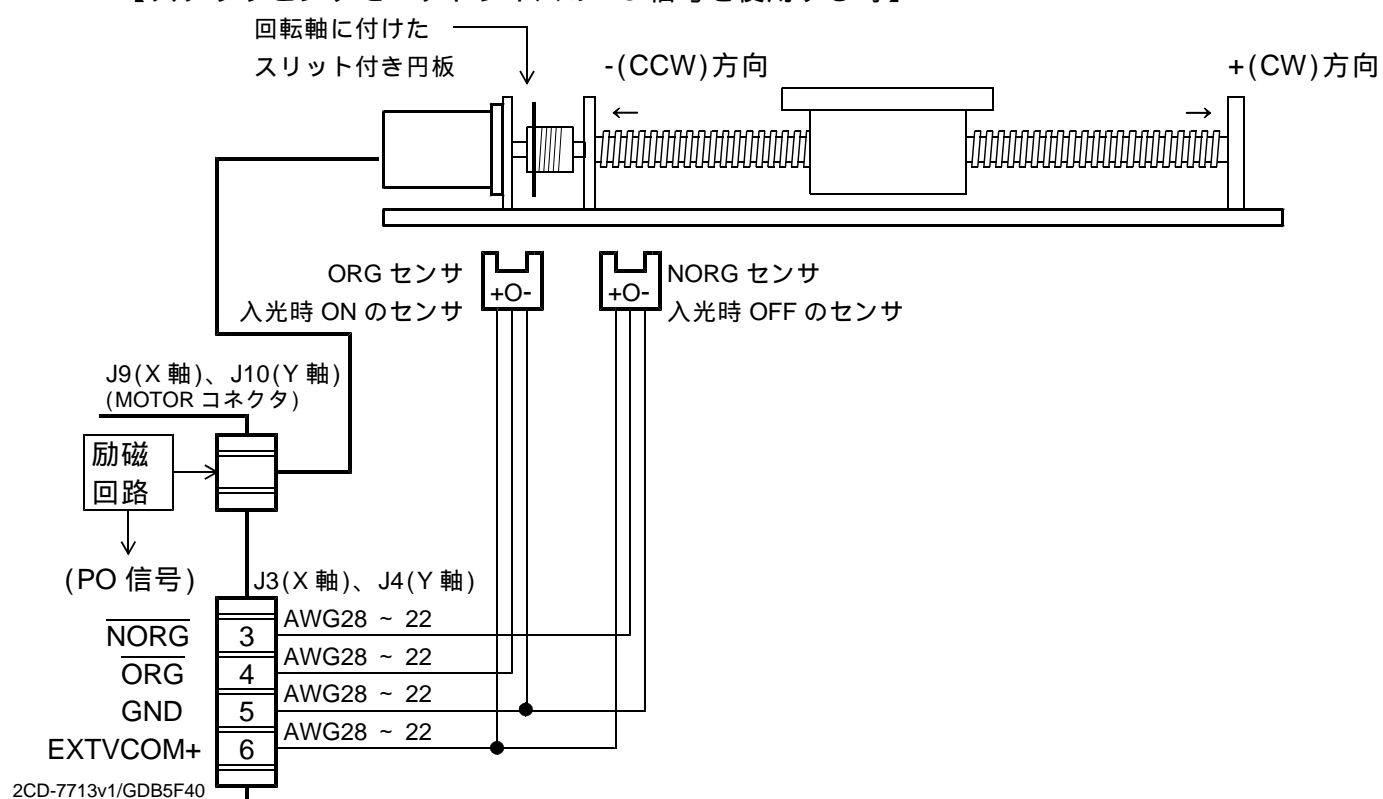 回転軸に付けた
スリット付き円板
-(CCW)方向
+(CW)方向
←
→
ORG センサ
入光時 ON のセンサ
+O-
+O-
NORG センサ
入光時 OFF のセンサ
J9(X 軸)、J10(Y 軸)
(MOTOR コネクタ)
励磁
回路
(PO 信号)
J3(X 軸)、J4(Y 軸)
NORG 3 AWG28 ~ 22
ORG 4 AWG28 ~ 22
GND 5 AWG28 ~ 22
EXTVCOM+ 6 AWG28 ~ 22
2CD-7713v1/GDB5F40